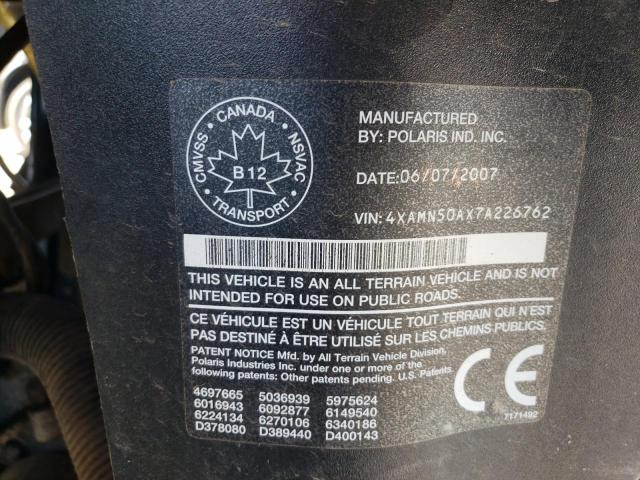 CMVSS • CANADA • NSVAC • TRANSPORT •
B12
MANUFACTURED
BY: POLARIS IND. INC.
DATE: 06/07/2007
VIN: 4XAMN50AX7A226762
THIS VEHICLE IS AN ALL TERRAIN VEHICLE AND IS NOT
INTENDED FOR USE ON PUBLIC ROADS.
CE VÉHICULE EST UN VÉHICULE TOUT TERRAIN QUI N'EST
PAS DESTINÉ À ÊTRE UTILISÉ SUR LES CHEMINS PUBLICS.
PATENT NOTICE Mfd. by All Terrain Vehicle Division,
Polaris Industries Inc. under one or more of the
following patents: Other patents pending.
4697665 5036939 5975624
6016943 6092877 6149540
6224134 6270106 6340186
D378080 D389440 D400143
CE
7171492